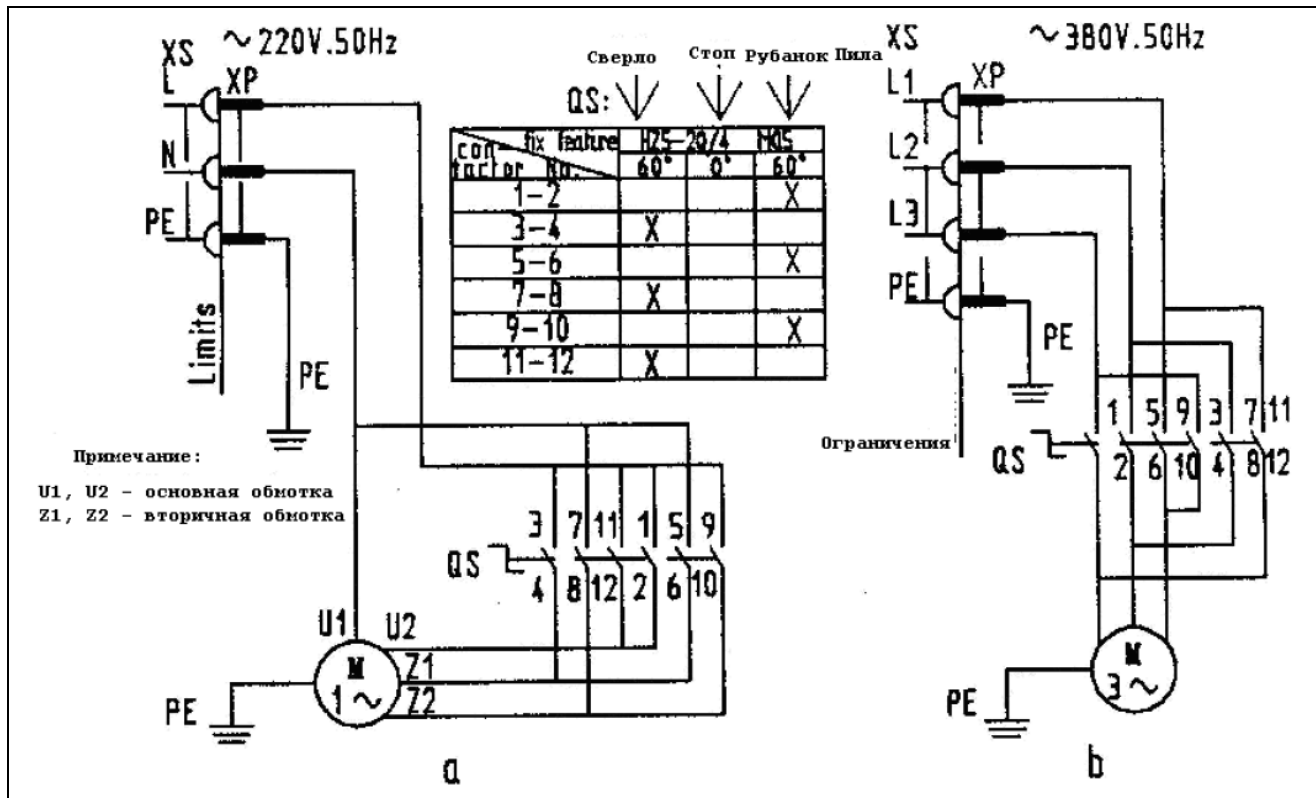 XS
~220V.50Hz
L
XP
N
PE
Limits
PE
Примечание:
U1, U2 - основная обмотка
Z1, Z2 - вторичная обмотка
Сверло
Стоп
Рубанок Пила
QS:
con-
tactor No.
fix feature
HZ5-20/4 M05
60° 0° 60°
1-2 X
3-4 X
5-6 X
7-8 X
9-10 X
11-12 X
3 7 11 1 5 9
QS
4 8 12 2 6 10
U1
U2
M
1~
Z1
Z2
PE
a
XS
~380V.50Hz
L1
XP
L2
L3
PE
PE
Ограничения
1 5 9 3 7 11
QS
2 6 10 4 8 12
M
3~
PE
b